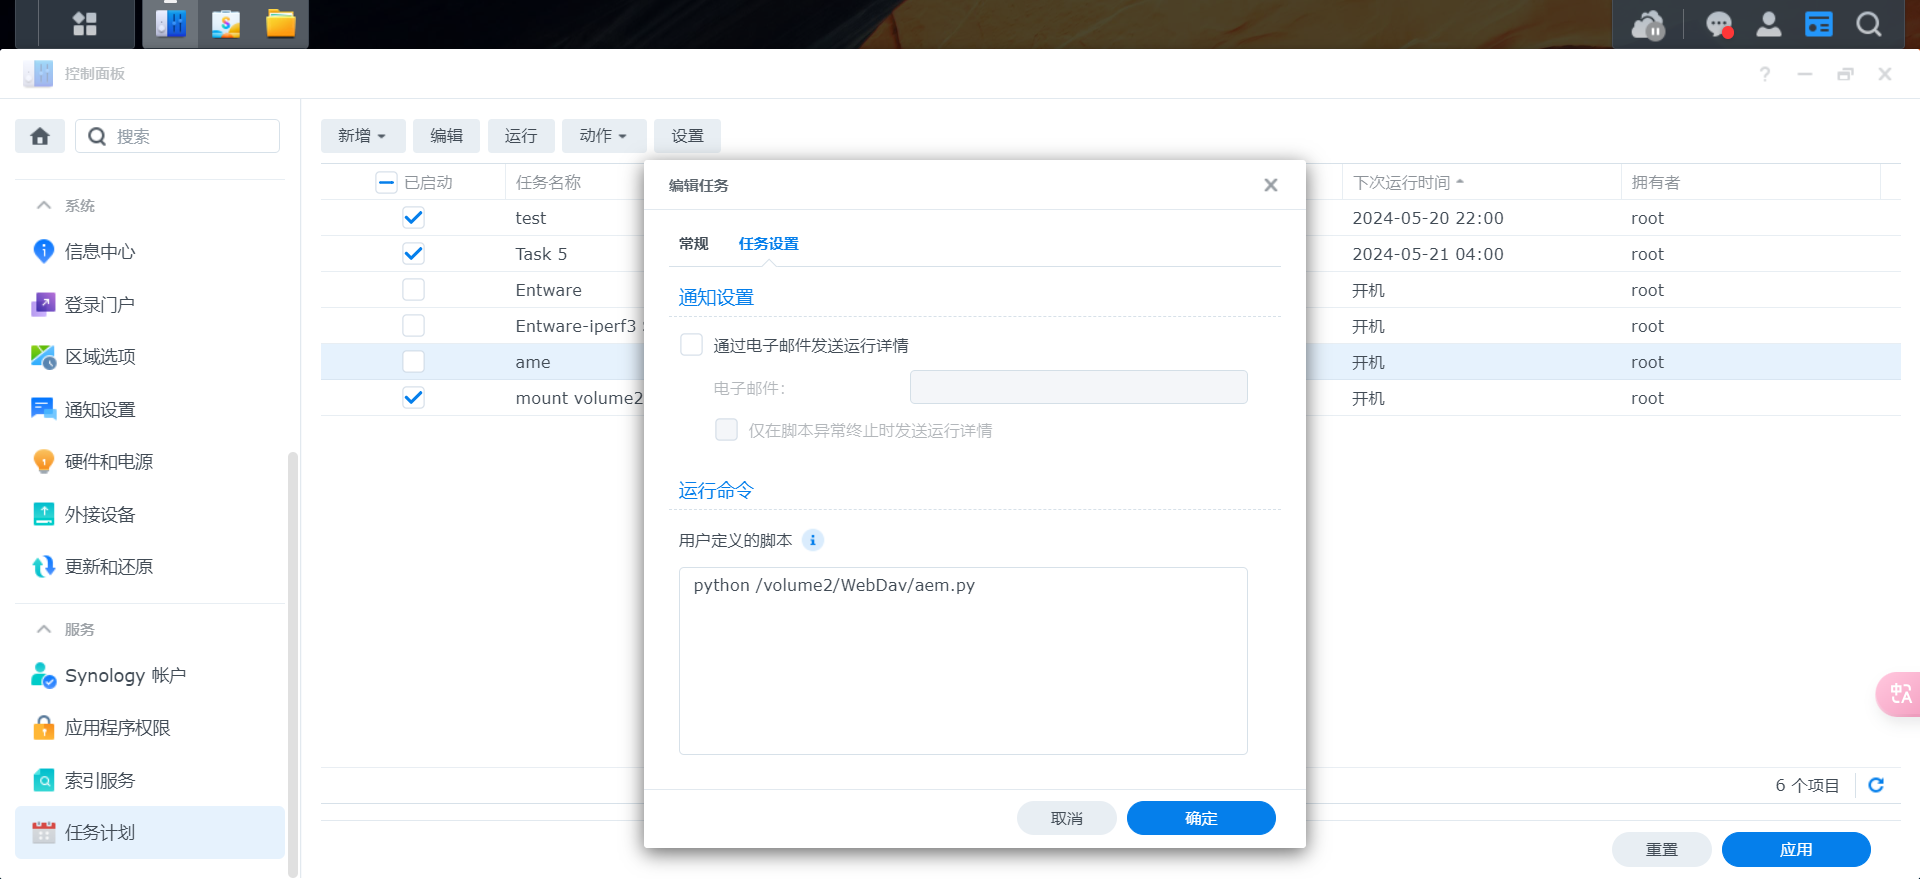 控制面板
搜索
系统
信息中心
登录门户
区域选项
通知设置
硬件和电源
外接设备
更新和还原
服务
Synology 帐户
应用程序权限
索引服务
任务计划
新增 编辑 运行 动作 设置
已启动 任务名称 下次运行时间 拥有者
test 2024-05-20 22:00 root
Task 5 2024-05-21 04:00 root
Entware 开机 root
Entware-iperf3 开机 root
ame 开机 root
mount volume2 开机 root
编辑任务
常规 任务设置
通知设置
通过电子邮件发送运行详情
电子邮件:
仅在脚本异常终止时发送运行详情
运行命令
用户定义的脚本
python /volume2/WebDav/aem.py
取消 确定
6 个项目
重置 应用